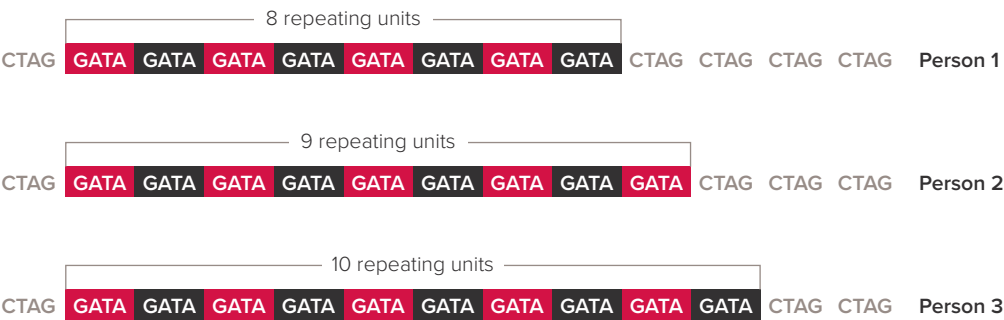 8 repeating units
CTAG GATA GATA GATA GATA GATA GATA GATA GATA CTAG CTAG CTAG CTAG Person 1
9 repeating units
CTAG GATA GATA GATA GATA GATA GATA GATA GATA GATA CTAG CTAG CTAG Person 2
10 repeating units
CTAG GATA GATA GATA GATA GATA GATA GATA GATA GATA GATA CTAG CTAG Person 3